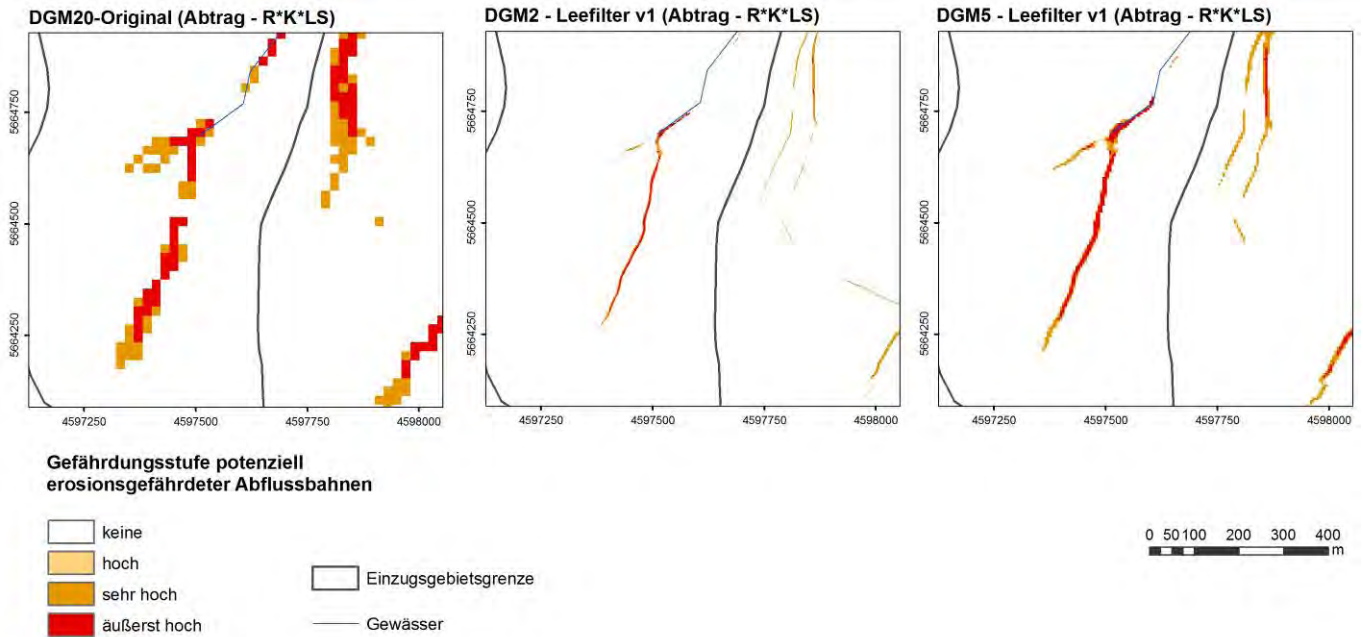 DGM20-Original (Abtrag - R*K*LS)
DGM2 - Leefilter v1 (Abtrag - R*K*LS)
DGM5 - Leefilter v1 (Abtrag - R*K*LS)
5664750
5664500
5664250
4597250 4597500 4597750 4598000
5664750
5664500
5664250
4597250 4597500 4597750 4598000
5664750
5664500
5664250
4597250 4597500 4597750 4598000
Gefährdungsstufe potenziell
erosionsgefährdeter Abflussbahnen
keine
hoch
sehr hoch
äußerst hoch
Einzugsgebietsgrenze
Gewässer
0 50 100 200 300 400
m